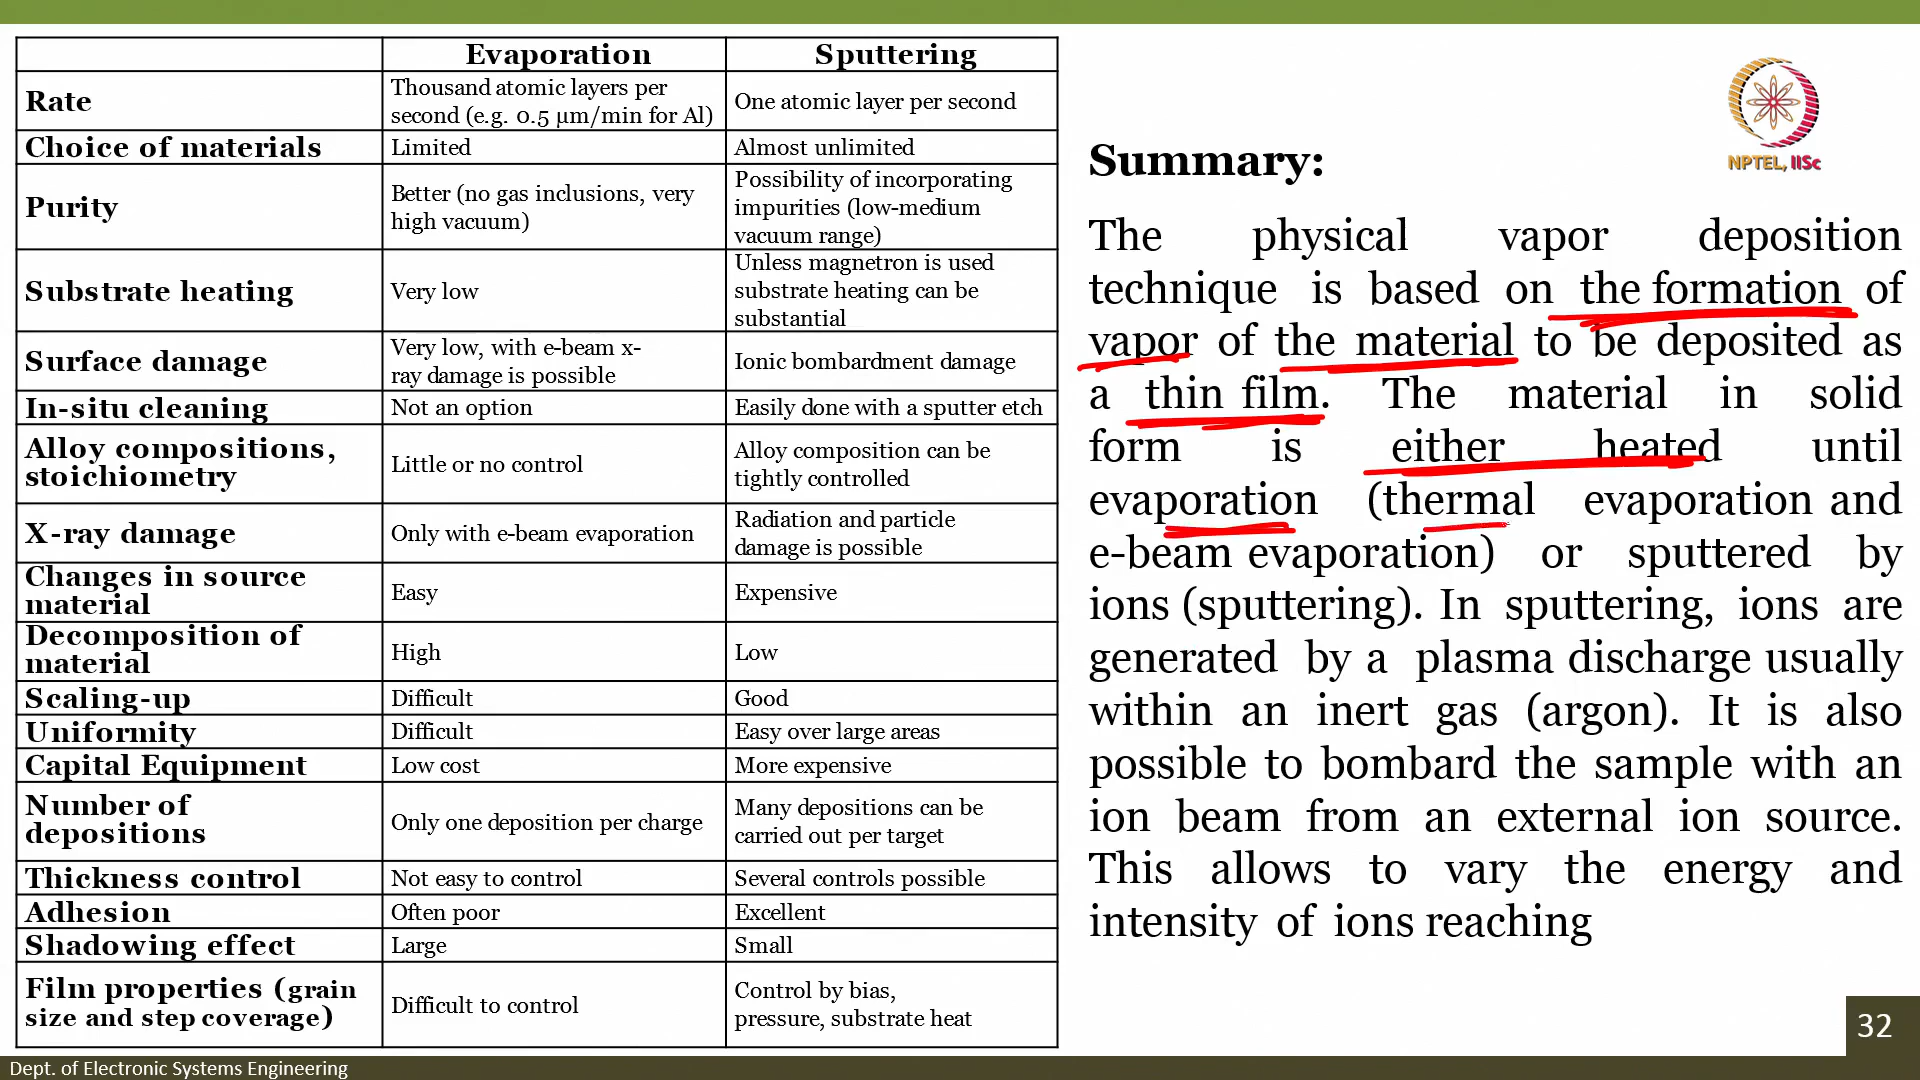 Evaporation Sputtering
Rate
Thousand atomic layers per
second (e.g. 0.5 µm/min for Al)
One atomic layer per second
Choice of materials
Limited
Almost unlimited
Purity
Better (no gas inclusions, very
high vacuum)
Possibility of incorporating
impurities (low-medium
vacuum range)
Substrate heating
Very low
Unless magnetron is used
substrate heating can be
substantial
Surface damage
Very low, with e-beam x-
ray damage is possible
Ionic bombardment damage
In-situ cleaning
Not an option
Easily done with a sputter etch
Alloy compositions,
stoichiometry
Little or no control
Alloy composition can be
tightly controlled
X-ray damage
Only with e-beam evaporation
Radiation and particle
damage is possible
Changes in source
material
Easy
Expensive
Decomposition of
material
High
Low
Scaling-up
Difficult
Good
Uniformity
Difficult
Easy over large areas
Capital Equipment
Low cost
More expensive
Number of
depositions
Only one deposition per charge
Many depositions can be
carried out per target
Thickness control
Not easy to control
Several controls possible
Adhesion
Often poor
Excellent
Shadowing effect
Large
Small
Film properties (grain
size and step coverage)
Difficult to control
Control by bias,
pressure, substrate heat
NPTEL, IISc
Summary:
The physical vapor deposition
technique is based on the formation of
vapor of the material to be deposited as
a thin film. The material in solid
form is either heated until
evaporation (thermal evaporation and
e-beam evaporation) or sputtered by
ions (sputtering). In sputtering, ions are
generated by a plasma discharge usually
within an inert gas (argon). It is also
possible to bombard the sample with an
ion beam from an external ion source.
This allows to vary the energy and
intensity of ions reaching
32
Dept. of Electronic Systems Engineering